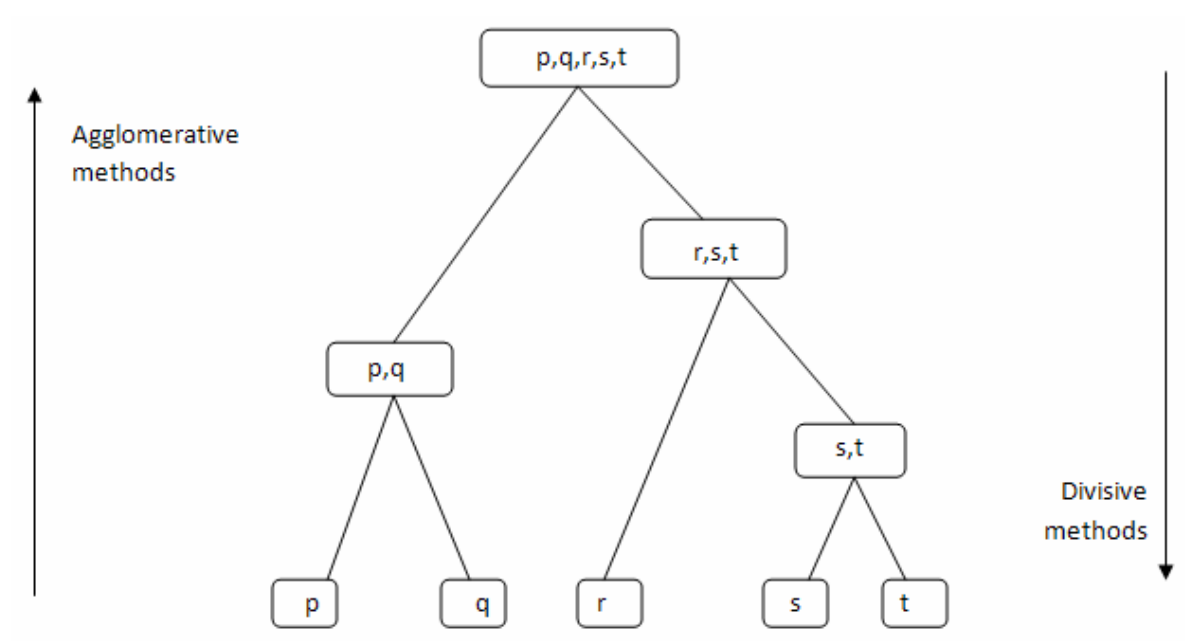 p,q,r,s,t
Agglomerative
methods
r,s,t
p,q
s,t
Divisive
methods
p
q
r
s
t